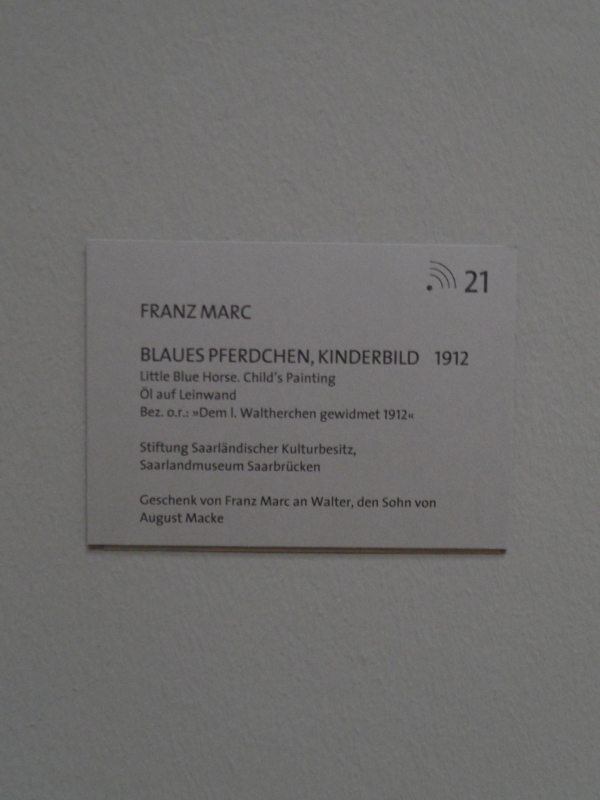 21
FRANZ MARC
BLAUES PFERDCHEN, KINDERBILD 1912
Little Blue Horse. Child's Painting
Öl auf Leinwand
Bez. o.r.: »Dem l. Waltherchen gewidmet 1912«
Stiftung Saarländischer Kulturbesitz,
Saarlandmuseum Saarbrücken
Geschenk von Franz Marc an Walter, den Sohn von
August Macke